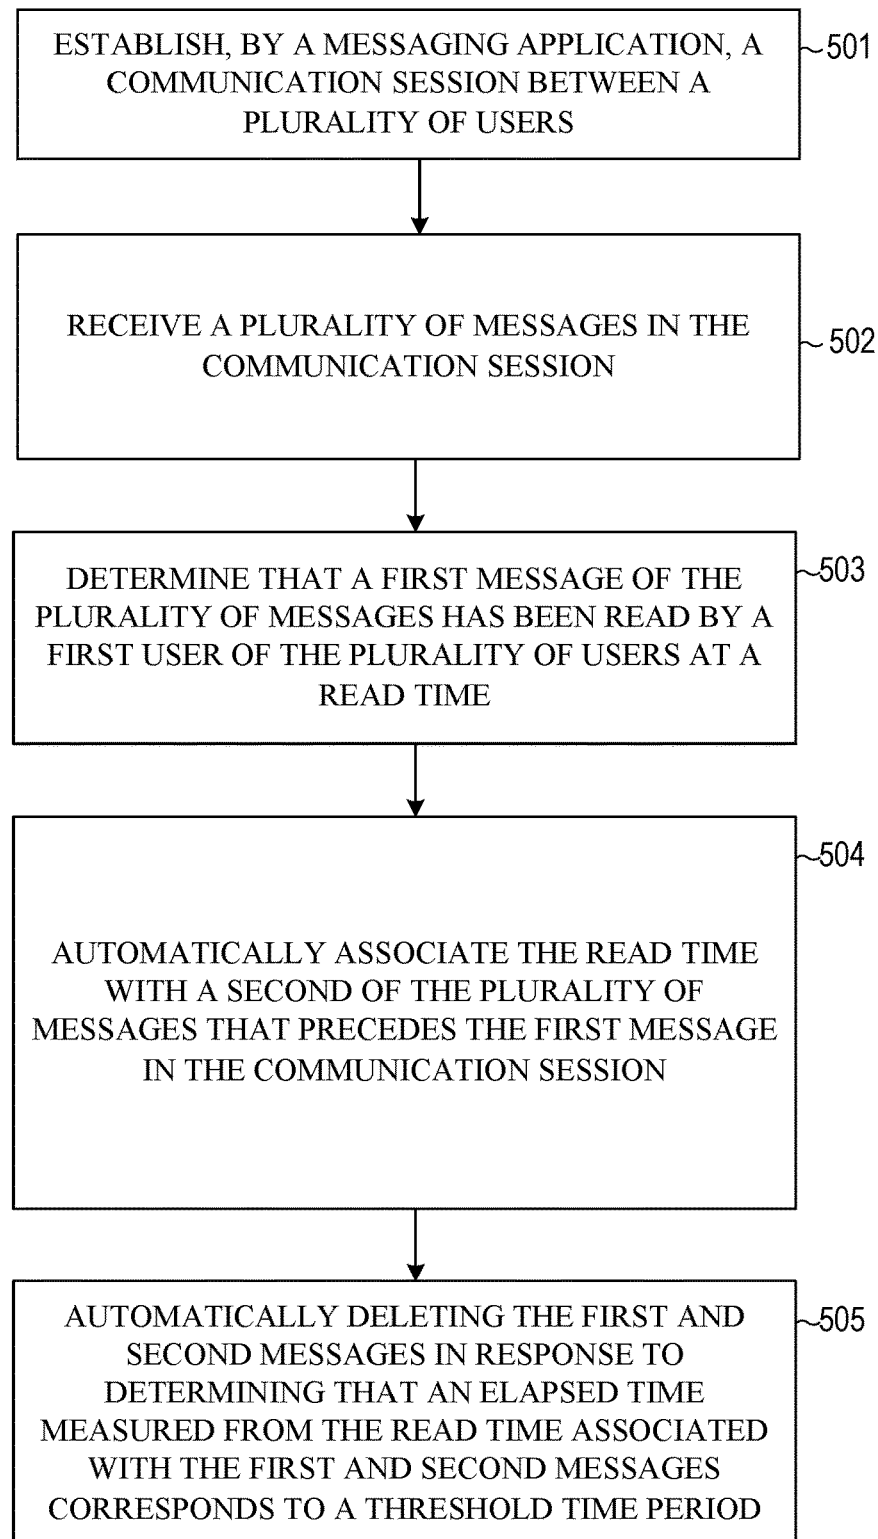 ESTABLISH, BY A MESSAGING APPLICATION, A
COMMUNICATION SESSION BETWEEN A
PLURALITY OF USERS
501
RECEIVE A PLURALITY OF MESSAGES IN THE
COMMUNICATION SESSION
502
DETERMINE THAT A FIRST MESSAGE OF THE
PLURALITY OF MESSAGES HAS BEEN READ BY A
FIRST USER OF THE PLURALITY OF USERS AT A
READ TIME
503
AUTOMATICALLY ASSOCIATE THE READ TIME
WITH A SECOND OF THE PLURALITY OF
MESSAGES THAT PRECEDES THE FIRST MESSAGE
IN THE COMMUNICATION SESSION
504
AUTOMATICALLY DELETING THE FIRST AND
SECOND MESSAGES IN RESPONSE TO
DETERMINING THAT AN ELAPSED TIME
MEASURED FROM THE READ TIME ASSOCIATED
WITH THE FIRST AND SECOND MESSAGES
CORRESPONDS TO A THRESHOLD TIME PERIOD
505